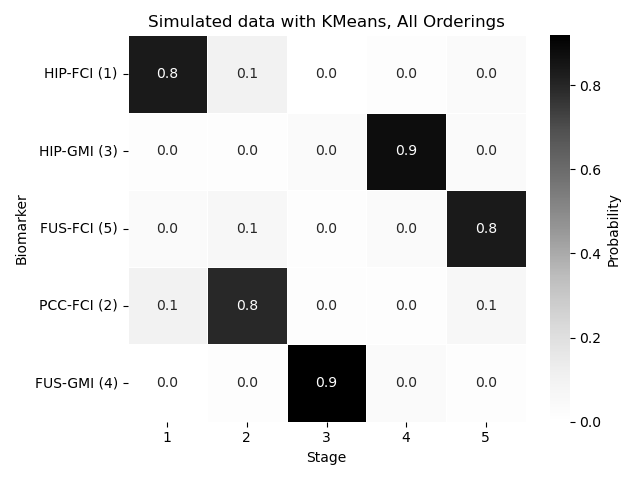 Simulated data with KMeans, All Orderings
Biomarker
HIP-FCI (1) 0.8 0.1 0.0 0.0 0.0
HIP-GMI (3) 0.0 0.0 0.0 0.9 0.0
FUS-FCI (5) 0.0 0.1 0.0 0.0 0.8
PCC-FCI (2) 0.1 0.8 0.0 0.0 0.1
FUS-GMI (4) 0.0 0.0 0.9 0.0 0.0
1 2 3 4 5
Stage
0.8
0.6
0.4
0.2
0.0
Probability